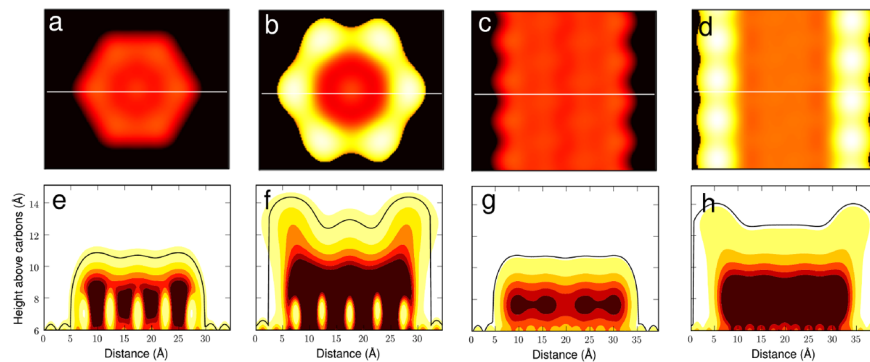 a
b
c
d
Height above carbons (Å)
e
f
g
h
14
12
10
8
6
0 5 10 15 20 25 30
0 5 10 15 20 25 30
0 5 10 15 20 25 30 35
0 5 10 15 20 25 30 35
Distance (Å)
Distance (Å)
Distance (Å)
Distance (Å)